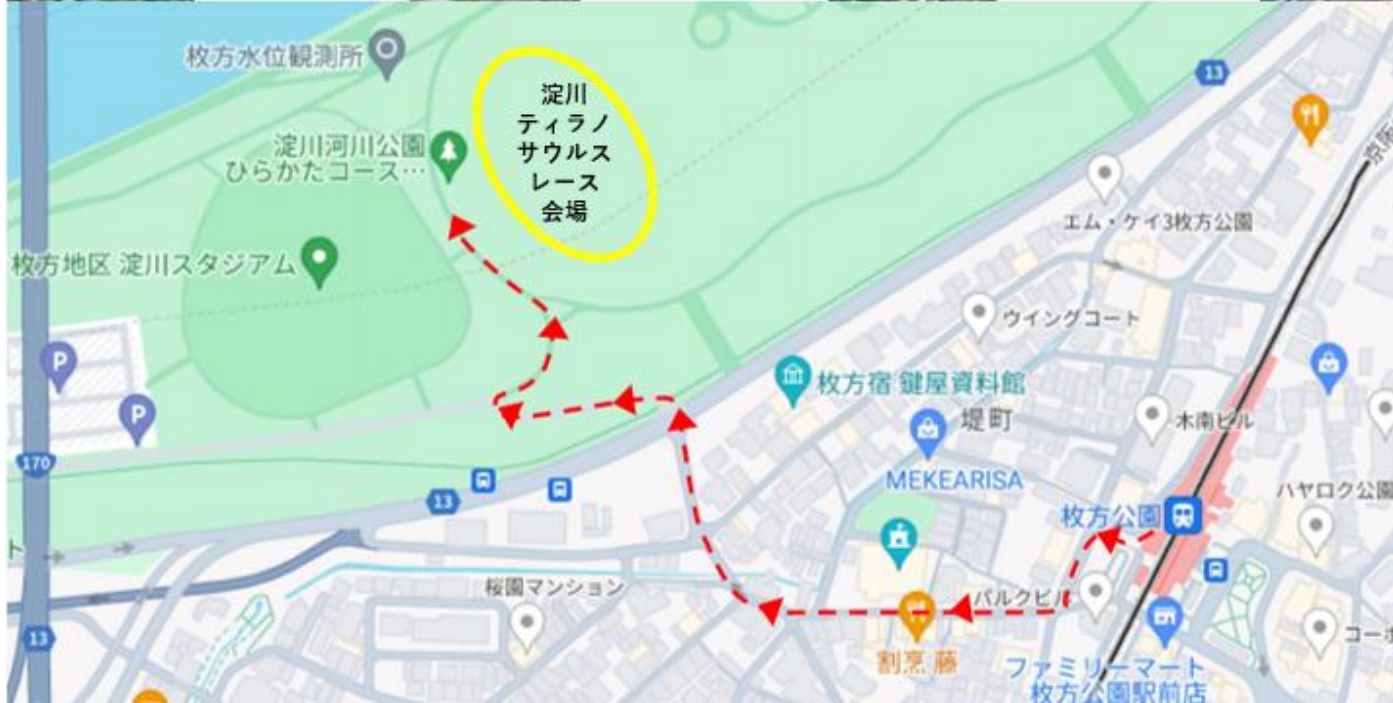 枚方水位観測所
13
淀川
ティラノ
サウルス
レース
会場
淀川河川公園
ひらかたコース…
京阪
エム・ケイ3枚方公園
枚方地区 淀川スタジアム
ウイングコート
P
枚方宿 鍵屋資料館
P
堤町
木南ビル
170
MEKEARISA
13
ハヤロク公園
枚方公園
ト
桜園マンション
パルクビル
13
コーポ
割烹 藤
ファミリーマート
枚方公園駅前店